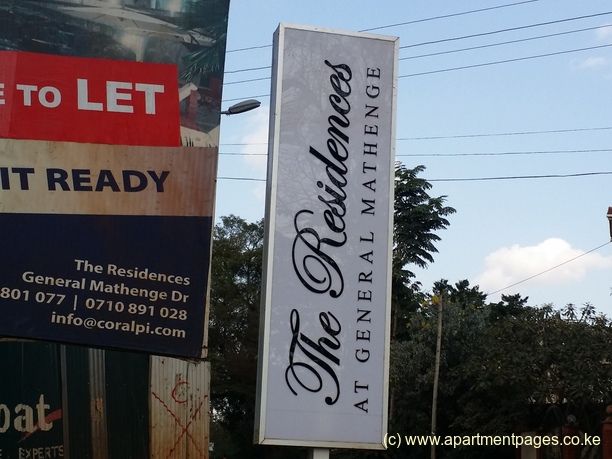 TO LET
IT READY
The Residences
General Mathenge Dr
801 077 | 0710 891 028
info@coralpi.com
The Residences
AT GENERAL MATHENGE
EXPERTS
(c) www.apartmentpages.co.ke